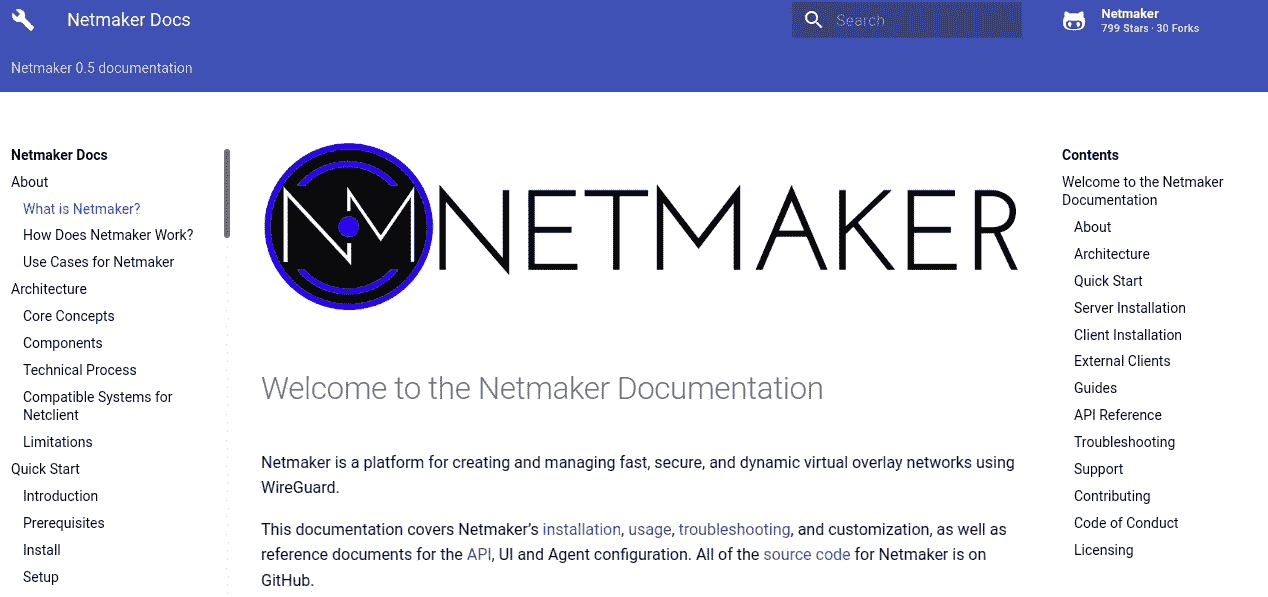 Netmaker Docs
Search
Netmaker
799 Stars · 30 Forks
Netmaker 0.5 documentation
Netmaker Docs
About
What is Netmaker?
How Does Netmaker Work?
Use Cases for Netmaker
Architecture
Core Concepts
Components
Technical Process
Compatible Systems for
Netclient
Limitations
Quick Start
Introduction
Prerequisites
Install
Setup
NM NETMAKER
Welcome to the Netmaker Documentation
Netmaker is a platform for creating and managing fast, secure, and dynamic virtual overlay networks using
WireGuard.
This documentation covers Netmaker’s installation, usage, troubleshooting, and customization, as well as
reference documents for the API, UI and Agent configuration. All of the source code for Netmaker is on
GitHub.
Contents
Welcome to the Netmaker
Documentation
About
Architecture
Quick Start
Server Installation
Client Installation
External Clients
Guides
API Reference
Troubleshooting
Support
Contributing
Code of Conduct
Licensing